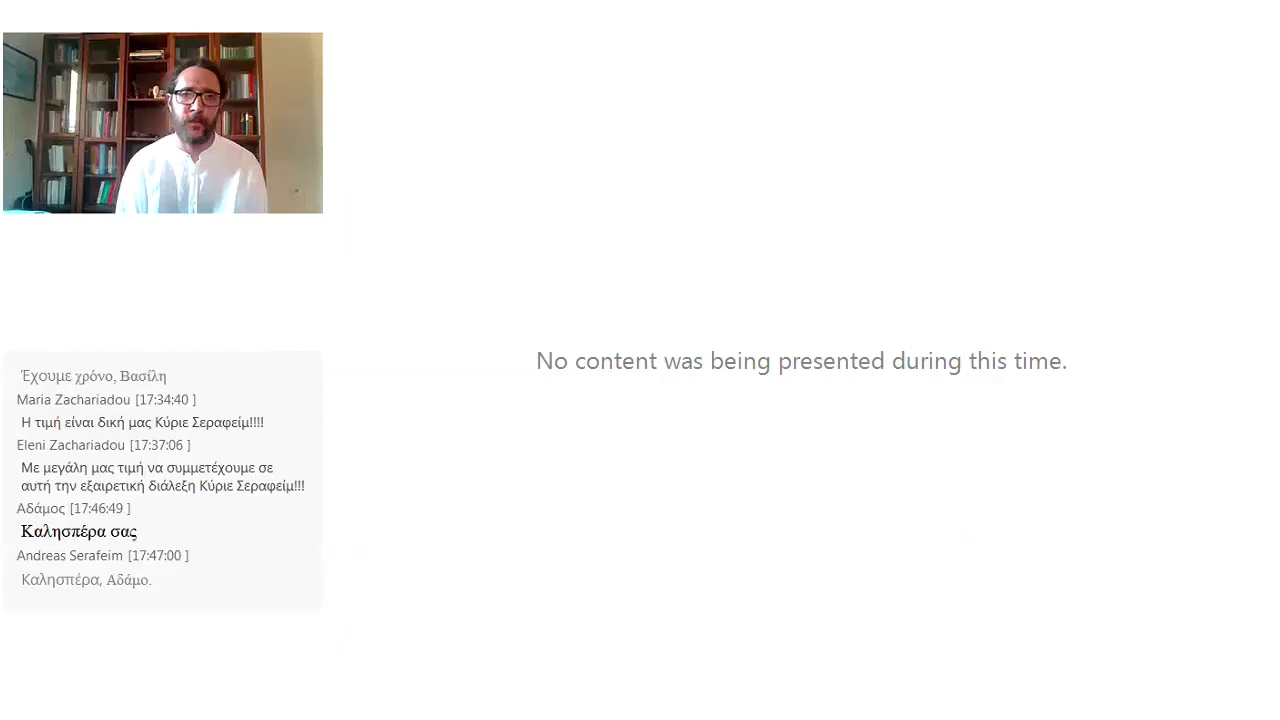 Έχουμε χρόνο, Βασίλη
Maria Zachariadou [17:34:40 ]
Η τιμή είναι δική μας Κύριε Σεραφείμ!!!!
Eleni Zachariadou [17:37:06 ]
Με μεγάλη μας τιμή να συμμετέχουμε σε
αυτή την εξαιρετική διάλεξη Κύριε Σεραφείμ!!!
Αδάμος [17:46:49 ]
Καλησπέρα σας
Andreas Serafeim [17:47:00 ]
Καλησπέρα, Αδάμο.
No content was being presented during this time.